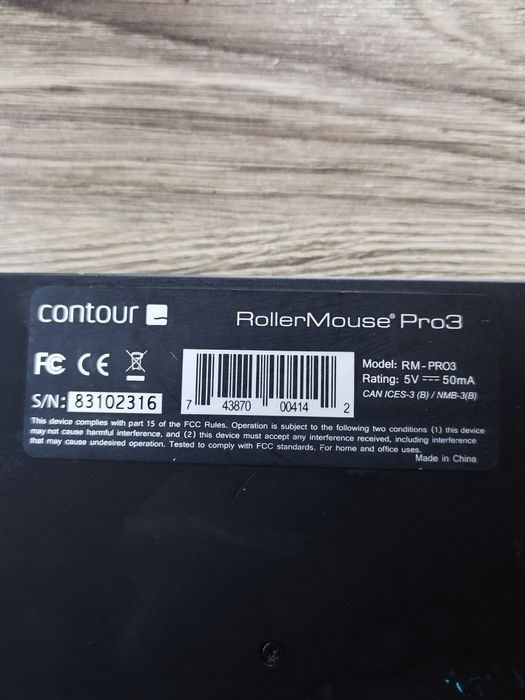 contour
RollerMouse® Pro3
FC CE
Model: RM-PRO3
Rating: 5V ⎓ 50mA
CAN ICES-3 (B) / NMB-3(B)
S/N: 83102316
7 43870 00414 2
This device complies with part 15 of the FCC Rules. Operation is subject to the following two conditions (1) this device
may not cause harmful interference, and (2) this device must accept any interference received, including interference
that may cause undesired operation. Tested to comply with FCC standards. For home and office uses.
Made in China